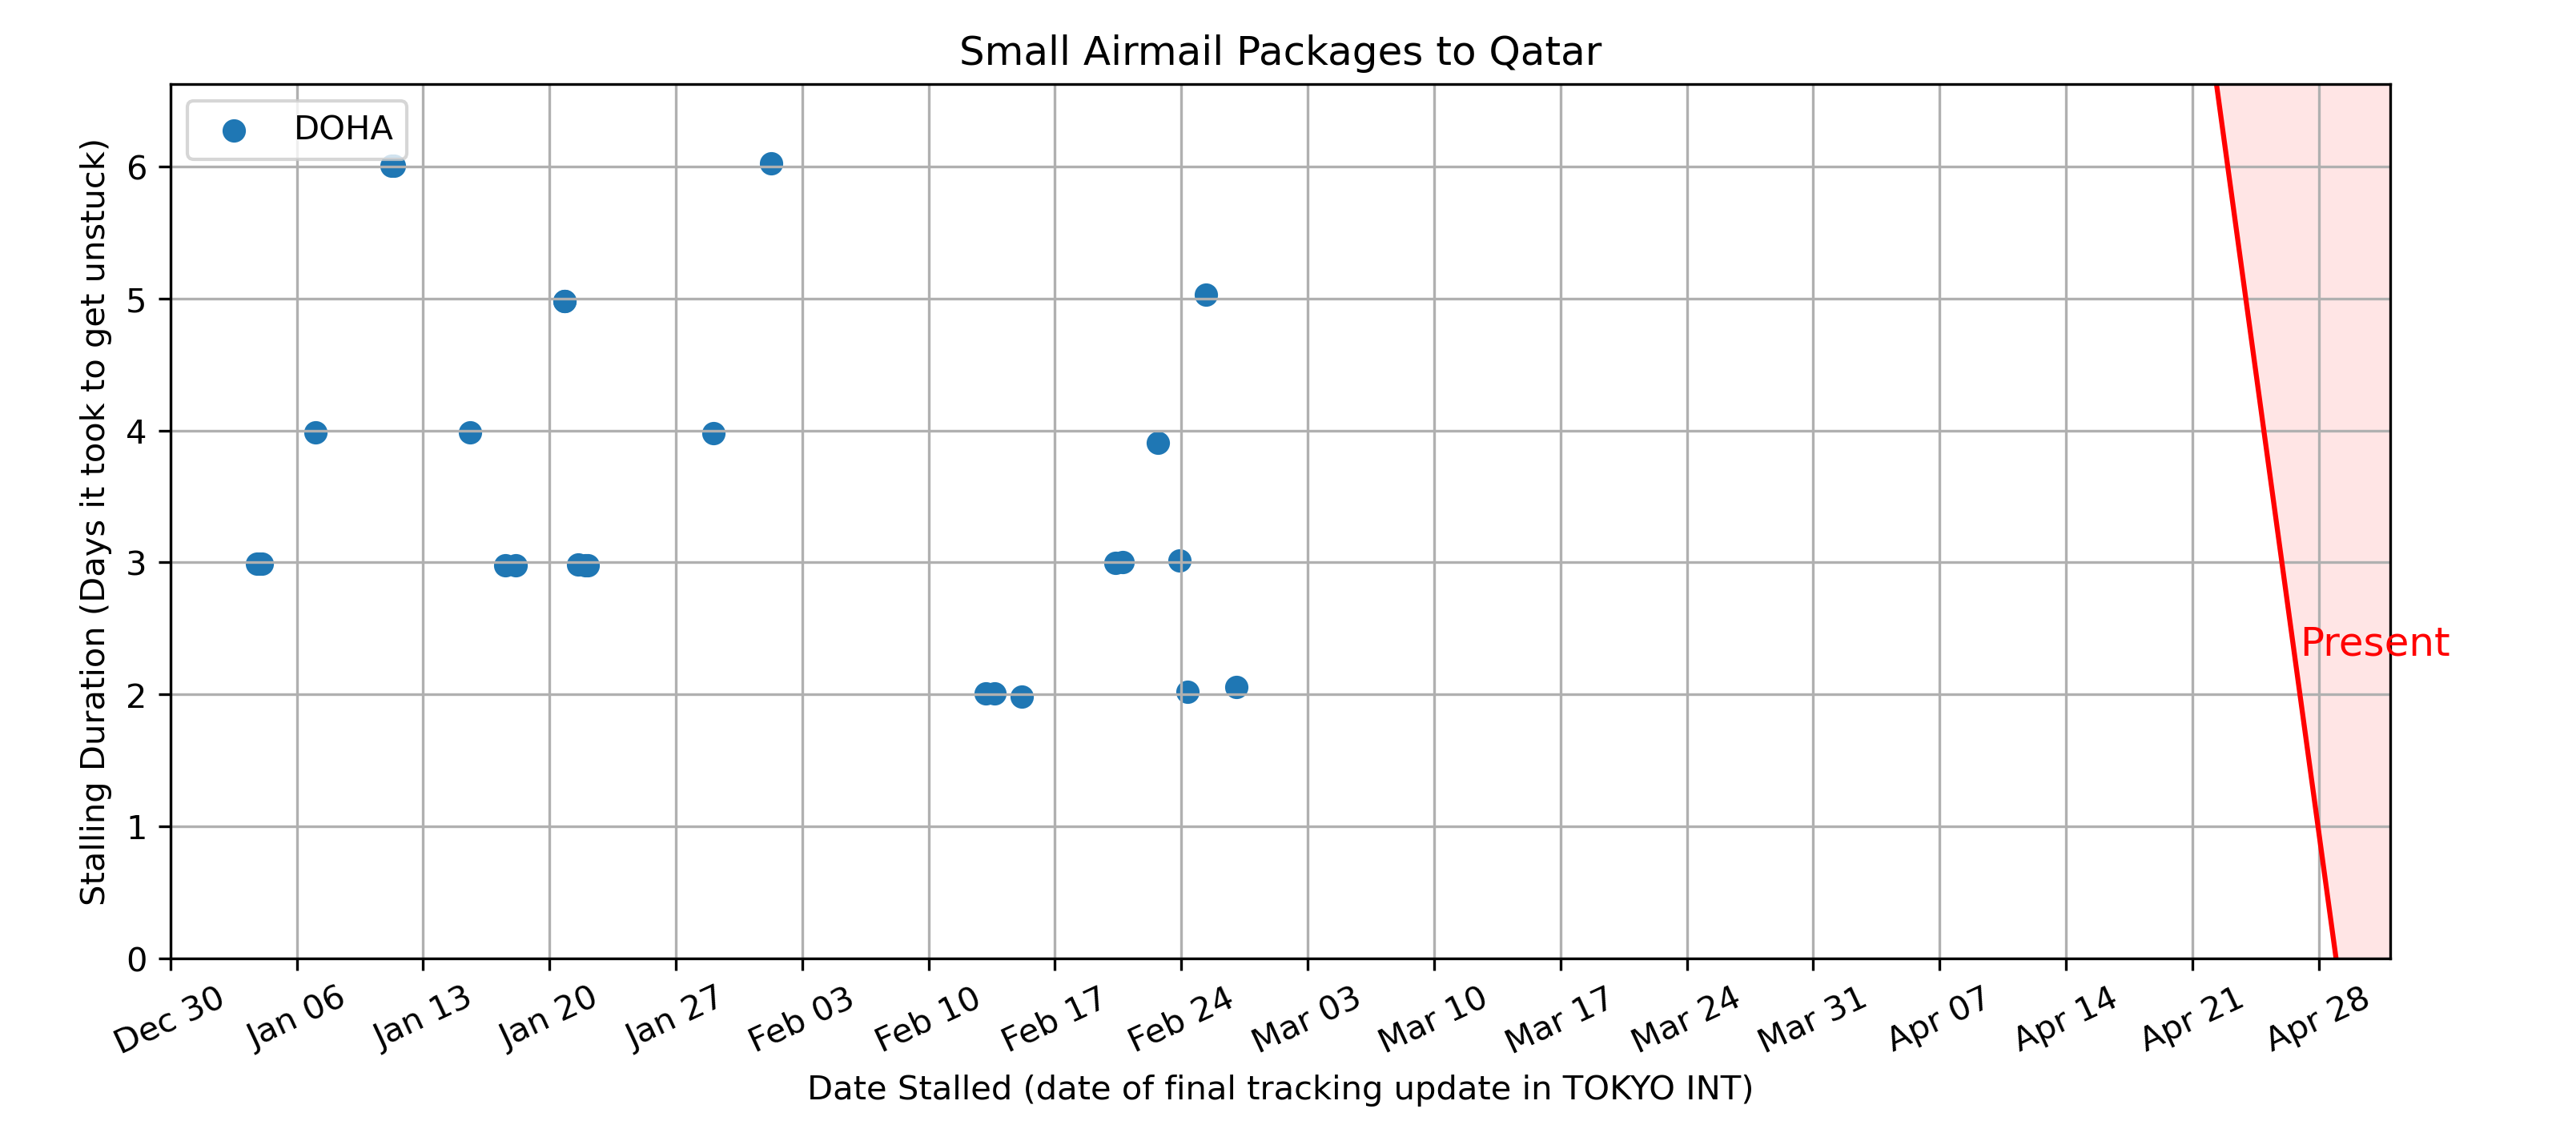 Small Airmail Packages to Qatar
DOHA
Stalling Duration (Days it took to get unstuck)
6
5
4
3
2
1
0
Present
Dec 30 Jan 06 Jan 13 Jan 20 Jan 27 Feb 03 Feb 10 Feb 17 Feb 24 Mar 03 Mar 10 Mar 17 Mar 24 Mar 31 Apr 07 Apr 14 Apr 21 Apr 28
Date Stalled (date of final tracking update in TOKYO INT)